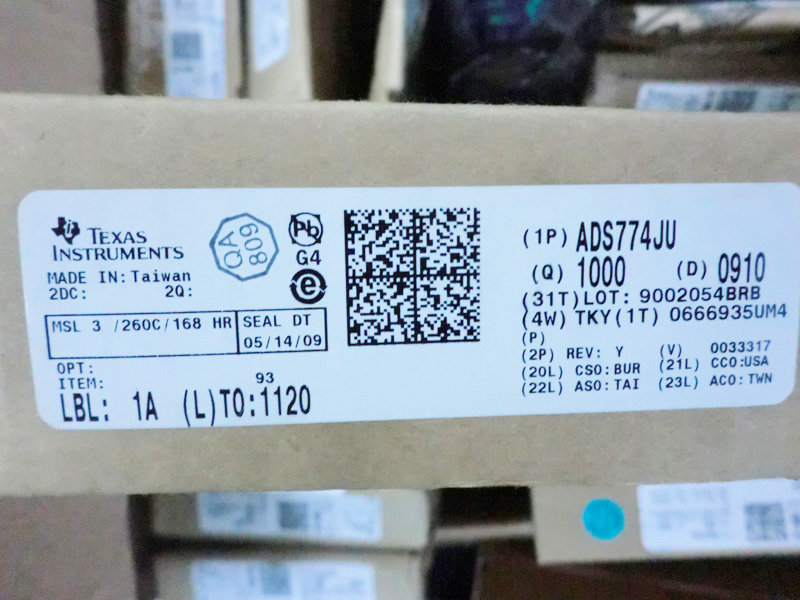 TEXAS
INSTRUMENTS
MADE IN: Taiwan
2DC: 2Q:
QA
809
Pb
G4
e
MSL 3 /260C/168 HR
SEAL DT
05/14/09
OPT:
ITEM: 93
LBL: 1A (L)TO:1120
(1P) ADS774JU
(Q) 1000 (D) 0910
(31T)LOT: 9002054BRB
(4W) TKY(1T) 0666935UM4
(P)
(2P) REV: Y (V) 0033317
(20L) CSO: BUR (21L) CCO:USA
(22L) ASO: TAI (23L) ACO: TWN